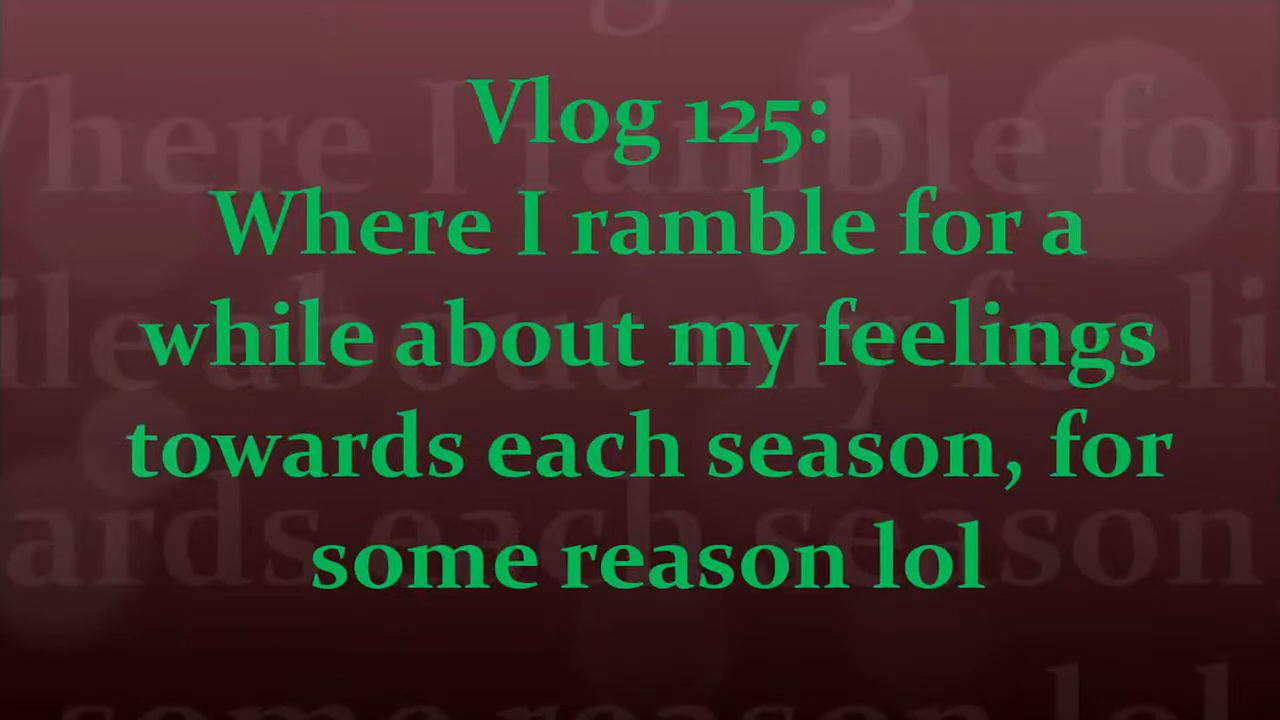 Vlog 125:
Where I ramble for a
while about my feelings
towards each season, for
some reason lol